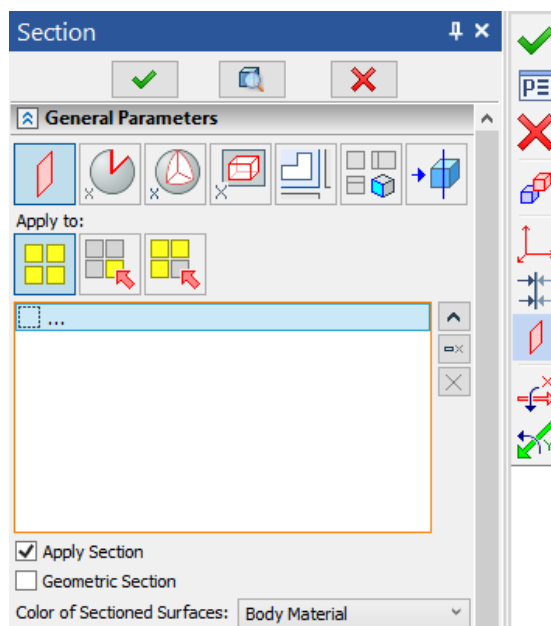 Section
General Parameters
Apply to:
...
Apply Section
Geometric Section
Color of Sectioned Surfaces: Body Material